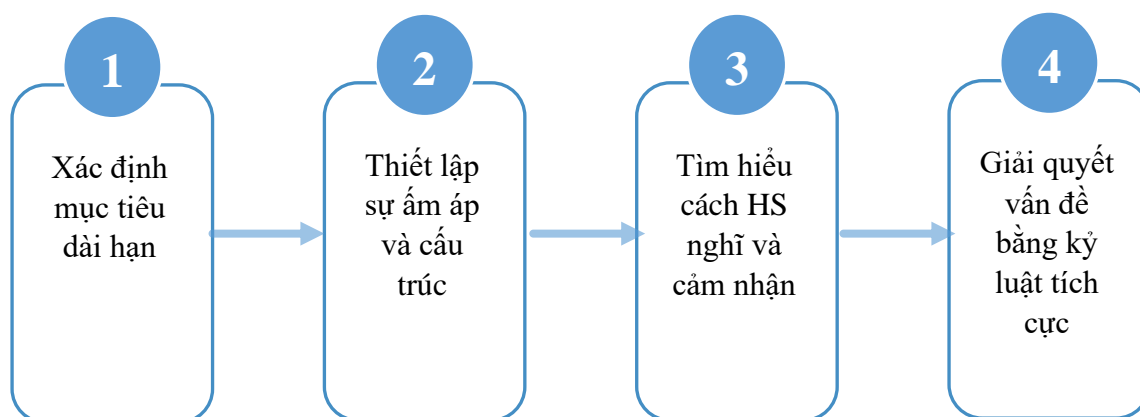 1
Xác định
mục tiêu
dài hạn
2
Thiết lập
sự ấm áp
và cấu
trúc
3
Tìm hiểu
cách HS
nghĩ và
cảm nhận
4
Giải quyết
vấn đề
bằng kỷ
luật tích
cực